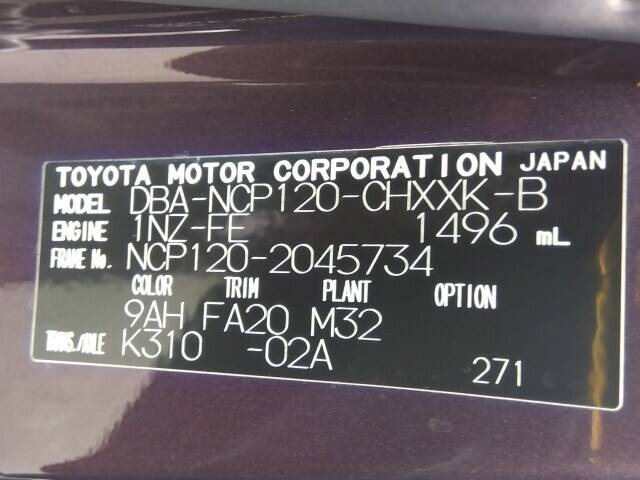 TOYOTA MOTOR CORPORATION JAPAN
MODEL DBA-NCP120-CHXXK-B
ENGINE 1NZ-FE 1496 mL
FRAME No. NCP120-2045734
COLOR TRIM PLANT OPTION
9AH FA20 M32
TRANS./AXLE K310 -02A
271